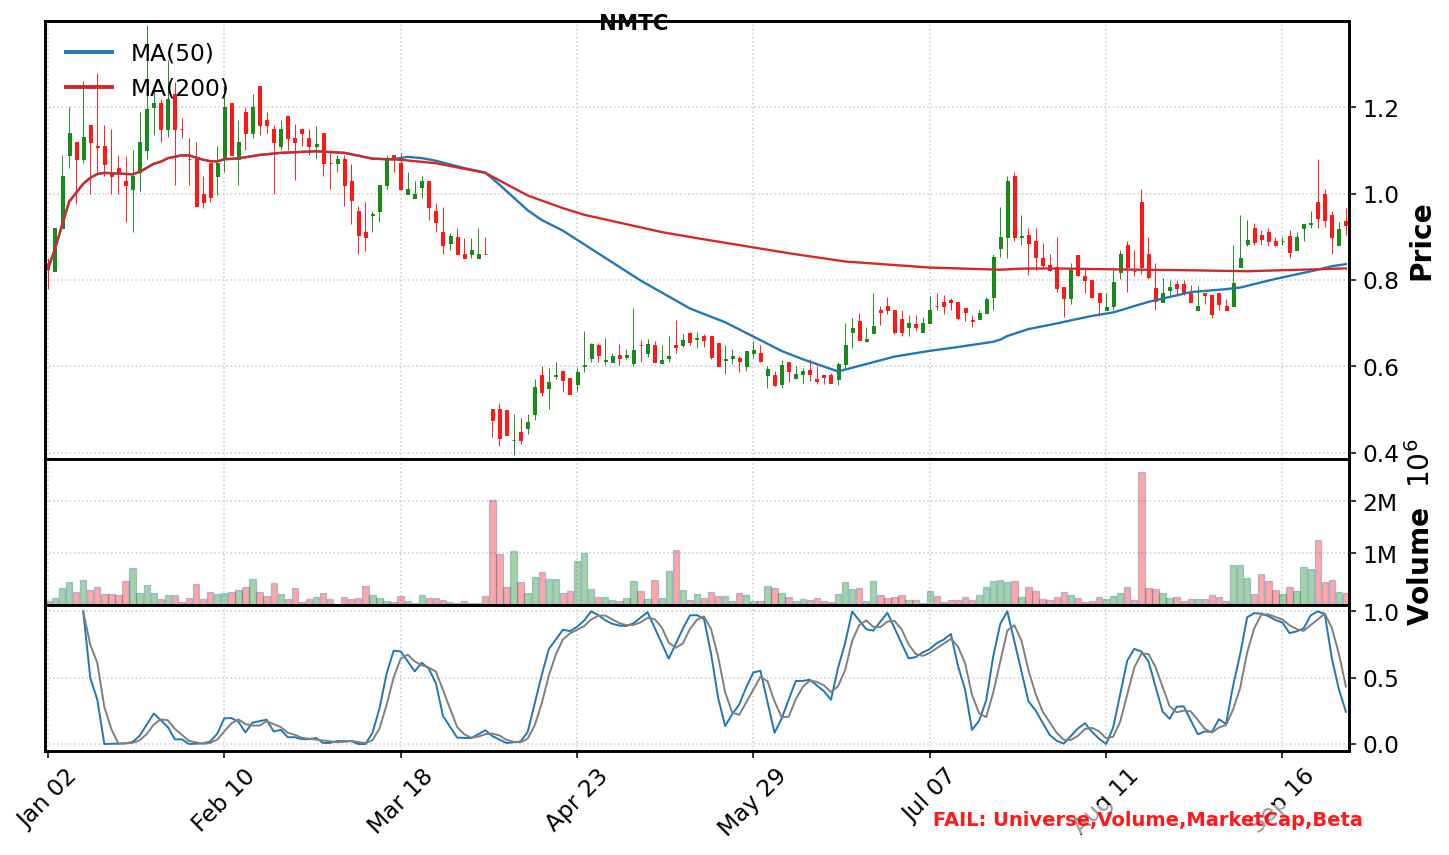 NMTC
MA(50)
MA(200)
1.2
1.0
0.8
0.6
0.4
Price
10^6
2M
1M
Volume
1.0
0.5
0.0
Jan 02
Feb 10
Mar 18
Apr 23
May 29
Jul 07
Aug 11
Sep 16
FAIL: Universe,Volume,MarketCap,Beta